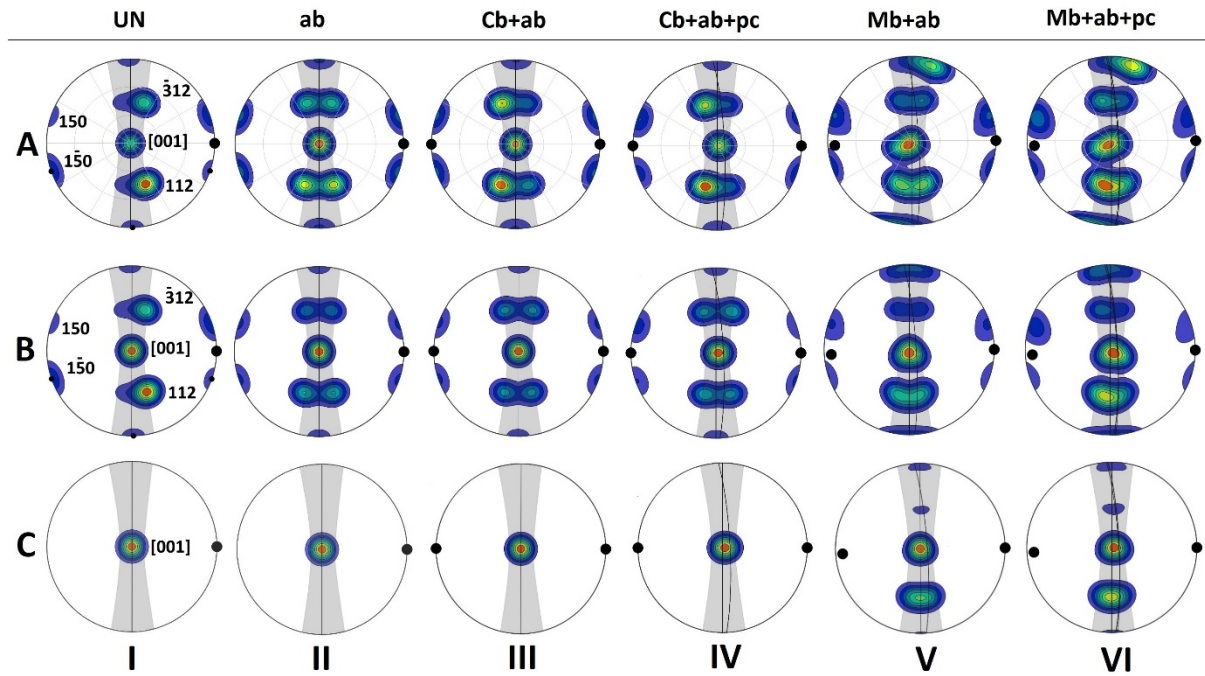 UN ab Cb+ab Cb+ab+pc Mb+ab Mb+ab+pc
A
3̄12
150
[001]
15̄0
112
B
3̄12
150
[001]
15̄0
112
C
[001]
I II III IV V VI